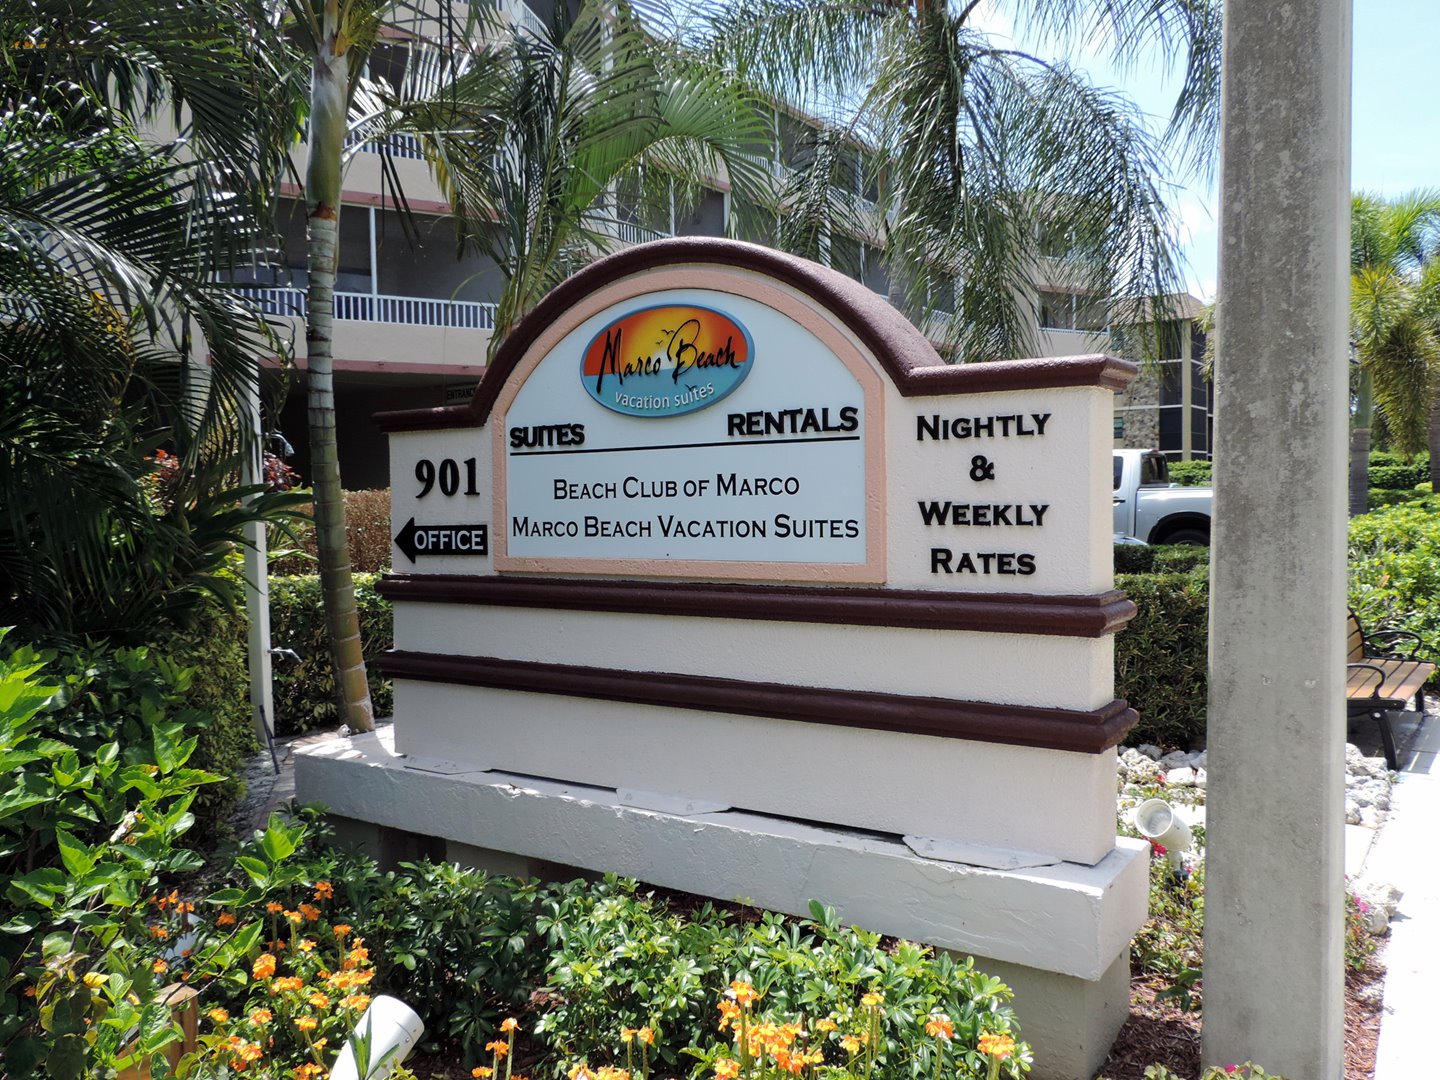 Marco Beach
vacation suites
SUITES RENTALS
BEACH CLUB OF MARCO
MARCO BEACH VACATION SUITES
901
OFFICE
NIGHTLY
&
WEEKLY
RATES
ENTRANCE